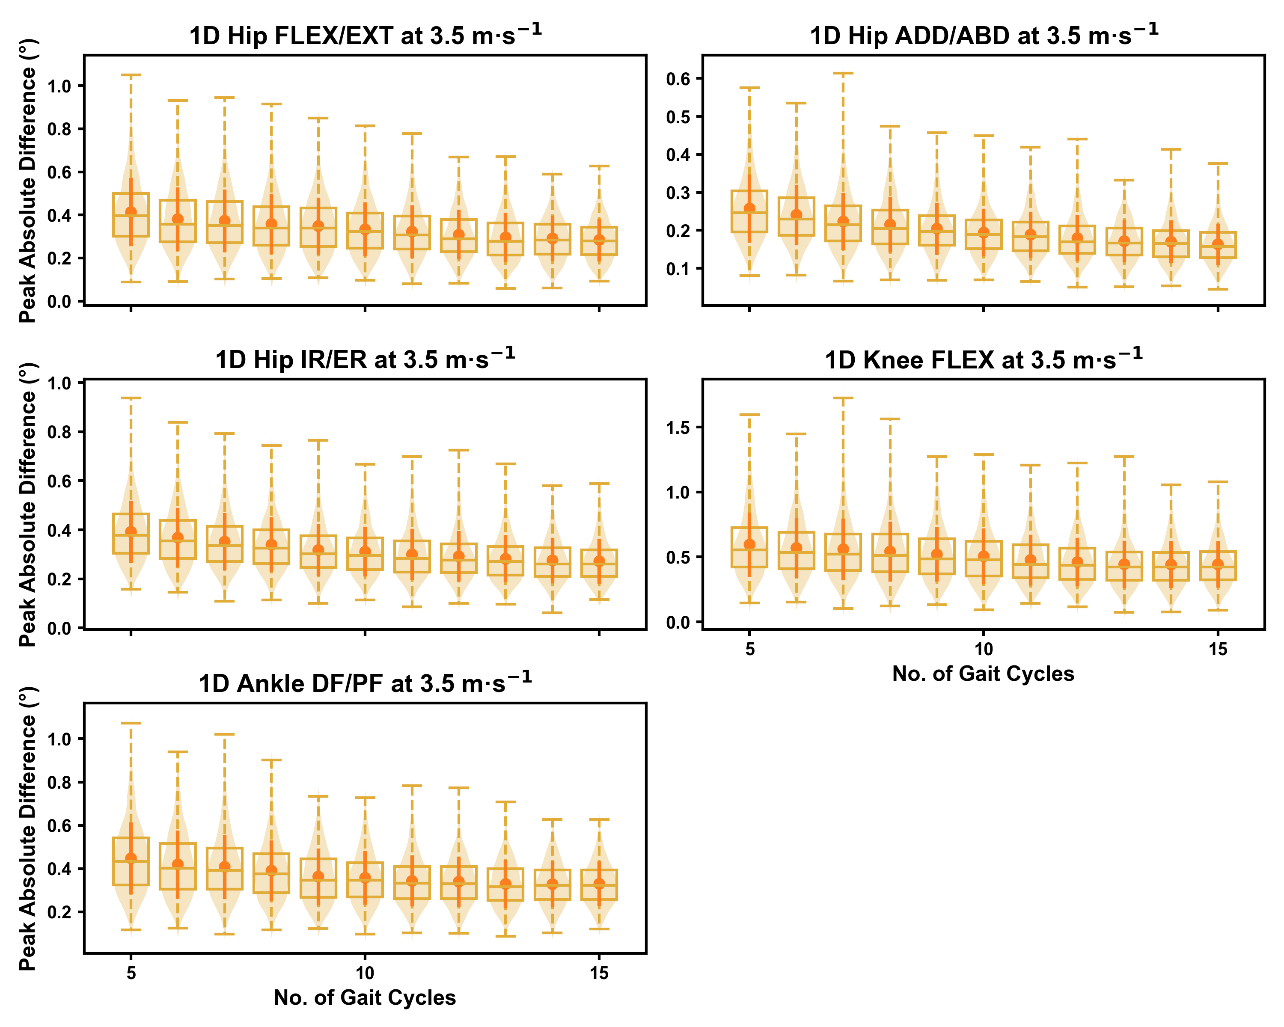 1D Hip FLEX/EXT at 3.5 m·s⁻¹
Peak Absolute Difference (°)
1.0
0.8
0.6
0.4
0.2
0.0
1D Hip ADD/ABD at 3.5 m·s⁻¹
0.6
0.5
0.4
0.3
0.2
0.1
1D Hip IR/ER at 3.5 m·s⁻¹
Peak Absolute Difference (°)
1.0
0.8
0.6
0.4
0.2
0.0
1D Knee FLEX at 3.5 m·s⁻¹
1.5
1.0
0.5
0.0
5 10 15
No. of Gait Cycles
1D Ankle DF/PF at 3.5 m·s⁻¹
Peak Absolute Difference (°)
1.0
0.8
0.6
0.4
0.2
5 10 15
No. of Gait Cycles